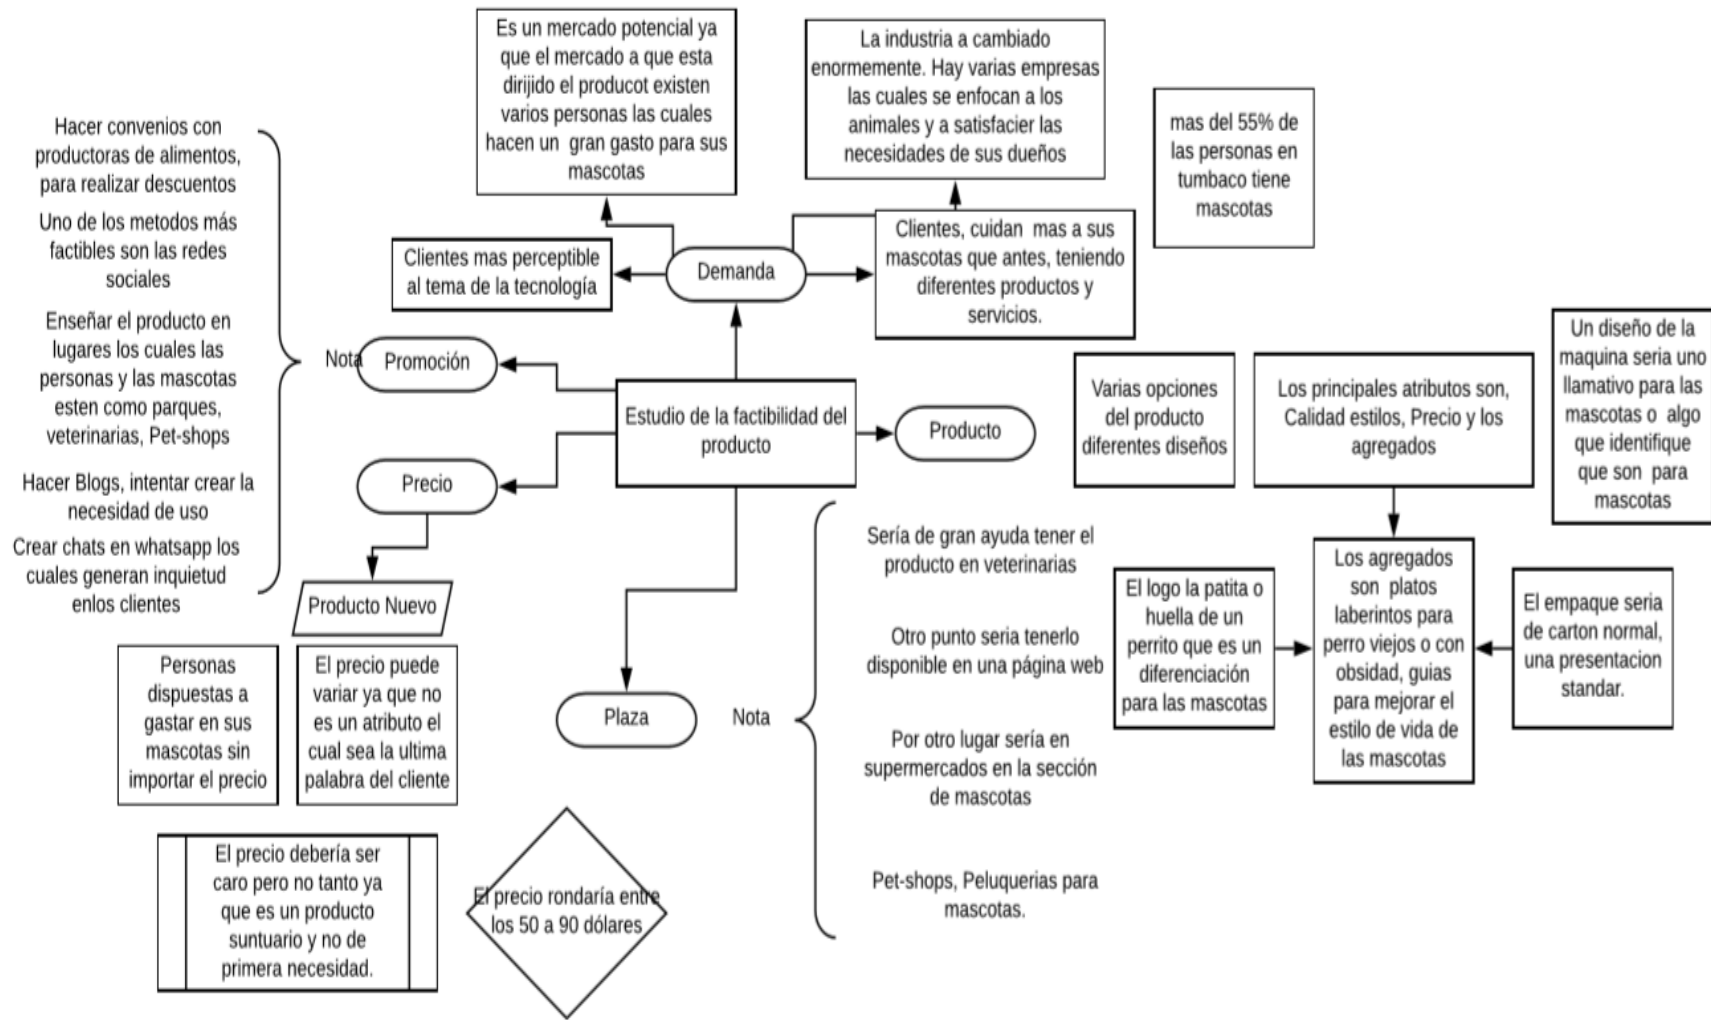 Es un mercado potencial ya
que el mercado a que esta
dirijido el producot existen
varios personas las cuales
hacen un gran gasto para sus
mascotas
La industria a cambiado
enormemente. Hay varias empresas
las cuales se enfocan a los
animales y a satisfacier las
necesidades de sus dueños
mas del 55% de
las personas en
tumbaco tiene
mascotas
Clientes mas perceptible
al tema de la tecnología
Demanda
Clientes, cuidan mas a sus
mascotas que antes, teniendo
diferentes productos y
servicios.
Hacer convenios con
productoras de alimentos,
para realizar descuentos
Uno de los metodos más
factibles son las redes
sociales
Enseñar el producto en
lugares los cuales las
personas y las mascotas
esten como parques,
veterinarias, Pet-shops
Hacer Blogs, intentar crear la
necesidad de uso
Crear chats en whatsapp los
cuales generan inquietud
enlos clientes
Nota
Promoción
Estudio de la factibilidad del
producto
Producto
Varias opciones
del producto
diferentes diseños
Los principales atributos son,
Calidad estilos, Precio y los
agregados
Un diseño de la
maquina seria uno
llamativo para las
mascotas o algo
que identifique
que son para
mascotas
El logo la patita o
huella de un
perrito que es un
diferenciación
para las mascotas
Los agregados
son platos
laberintos para
perro viejos o con
obsidad, guias
para mejorar el
estilo de vida de
las mascotas
El empaque seria
de carton normal,
una presentacion
standar.
Precio
Producto Nuevo
Personas
dispuestas a
gastar en sus
mascotas sin
importar el precio
El precio puede
variar ya que no
es un atributo el
cual sea la ultima
palabra del cliente
El precio debería ser
caro pero no tanto ya
que es un producto
suntuario y no de
primera necesidad.
El precio rondaría entre
los 50 a 90 dólares
Plaza
Nota
Sería de gran ayuda tener el
producto en veterinarias
Otro punto seria tenerlo
disponible en una página web
Por otro lugar sería en
supermercados en la sección
de mascotas
Pet-shops, Peluquerias para
mascotas.